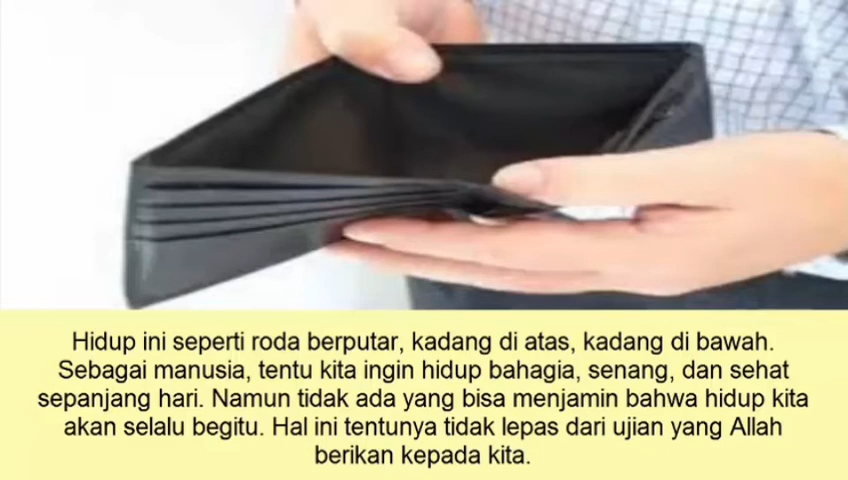 Hidup ini seperti roda berputar, kadang di atas, kadang di bawah.
Sebagai manusia, tentu kita ingin hidup bahagia, senang, dan sehat
sepanjang hari. Namun tidak ada yang bisa menjamin bahwa hidup kita
akan selalu begitu. Hal ini tentunya tidak lepas dari ujian yang Allah
berikan kepada kita.